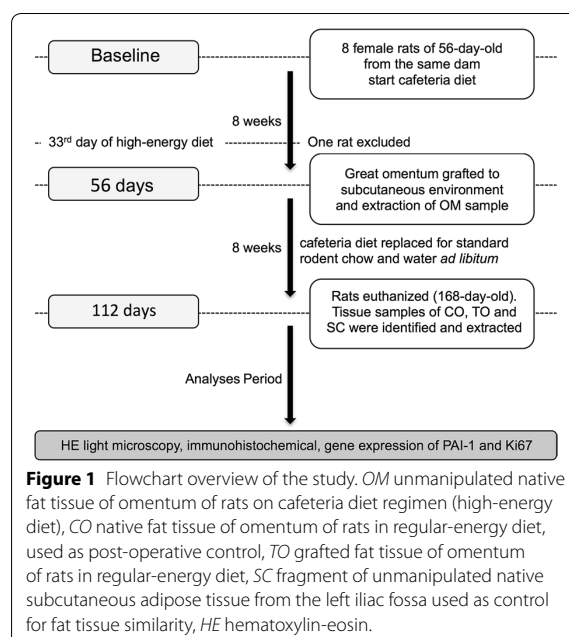 Baseline
8 female rats of 56-day-old
from the same dam
start cafeteria diet
8 weeks
33rd day of high-energy diet
One rat excluded
56 days
Great omentum grafted to
subcutaneous environment
and extraction of OM sample
8 weeks
cafeteria diet replaced for standard
rodent chow and water ad libitum
112 days
Rats euthanized (168-day-old).
Tissue samples of CO, TO and
SC were identified and extracted
Analyses Period
HE light microscopy, immunohistochemical, gene expression of PAI-1 and Ki67
Figure 1 Flowchart overview of the study. OM unmanipulated native
fat tissue of omentum of rats on cafeteria diet regimen (high-energy
diet), CO native fat tissue of omentum of rats in regular-energy diet,
used as post-operative control, TO grafted fat tissue of omentum
of rats in regular-energy diet, SC fragment of unmanipulated native
subcutaneous adipose tissue from the left iliac fossa used as control
for fat tissue similarity, HE hematoxylin-eosin.